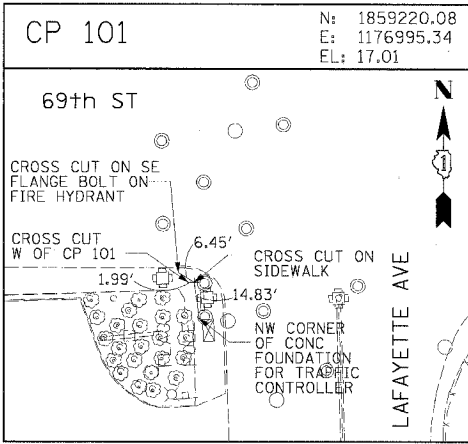 CP 101
N: 1859220.08
E: 1176995.34
EL: 17.01
69th ST
N
CROSS CUT ON SE
FLANGE BOLT ON
FIRE HYDRANT
CROSS CUT
W OF CP 101
6.45'
CROSS CUT ON
SIDEWALK
1.99'
14.83'
NW CORNER
OF CONC
FOUNDATION
FOR TRAFFIC
CONTROLLER
LAFAYETTE AVE